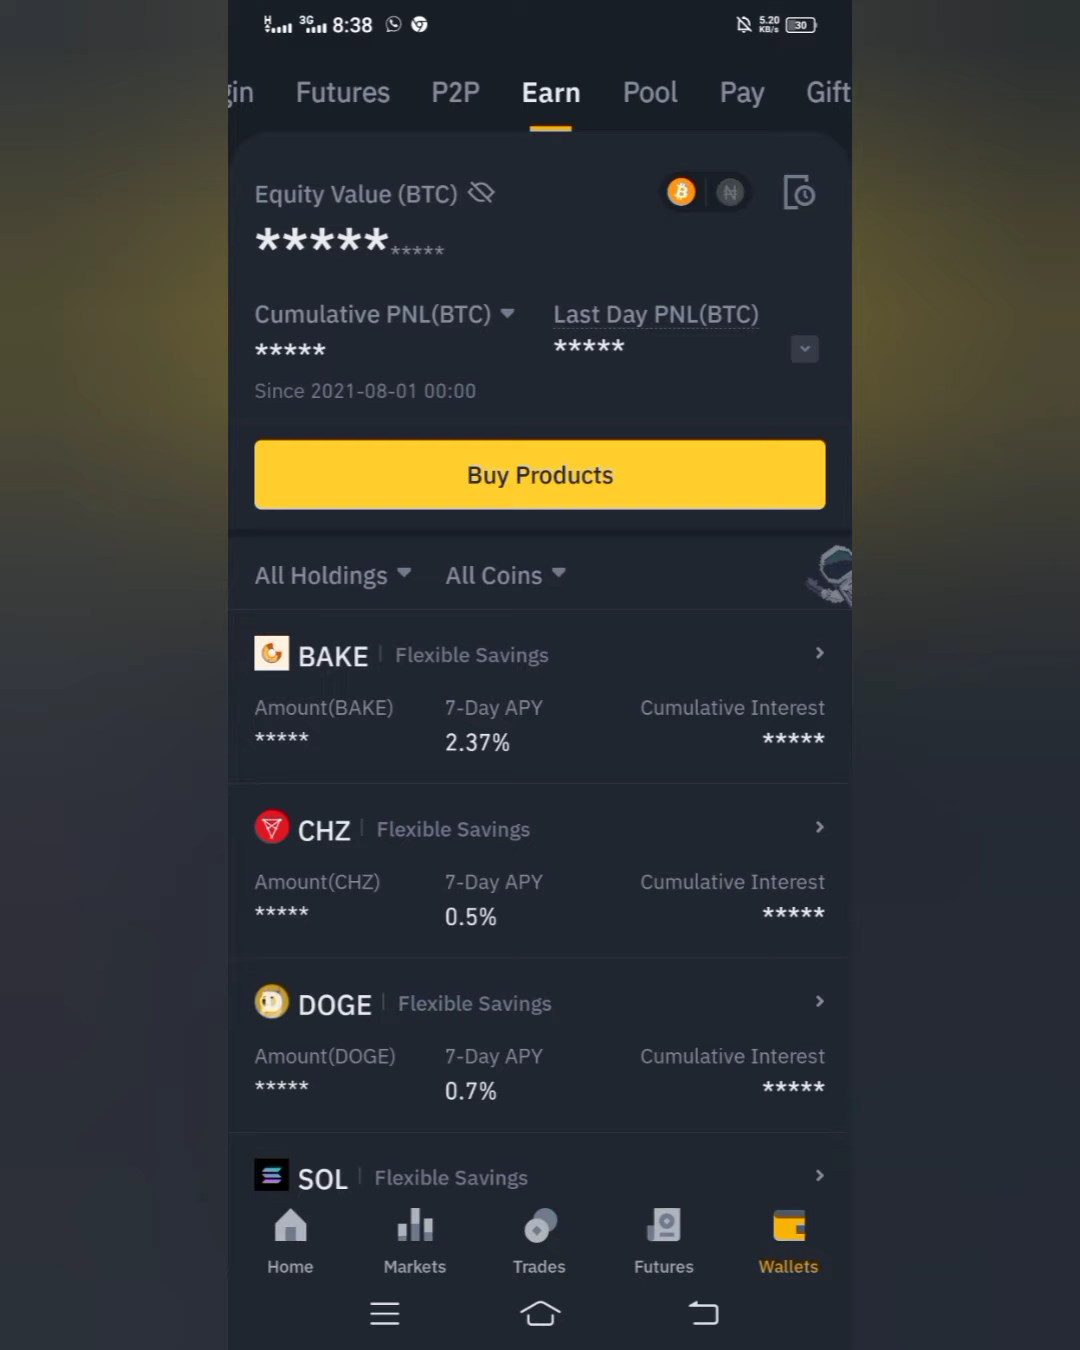 8:38 3G 5.20 KB/s 30
gin Futures P2P Earn Pool Pay Gift
Equity Value (BTC)
*****
*****
Cumulative PNL(BTC) Last Day PNL(BTC)
***** *****
Since 2021-08-01 00:00
Buy Products
All Holdings All Coins
BAKE Flexible Savings
Amount(BAKE) 7-Day APY Cumulative Interest
***** 2.37% *****
CHZ Flexible Savings
Amount(CHZ) 7-Day APY Cumulative Interest
***** 0.5% *****
DOGE Flexible Savings
Amount(DOGE) 7-Day APY Cumulative Interest
***** 0.7% *****
SOL Flexible Savings
Home Markets Trades Futures Wallets